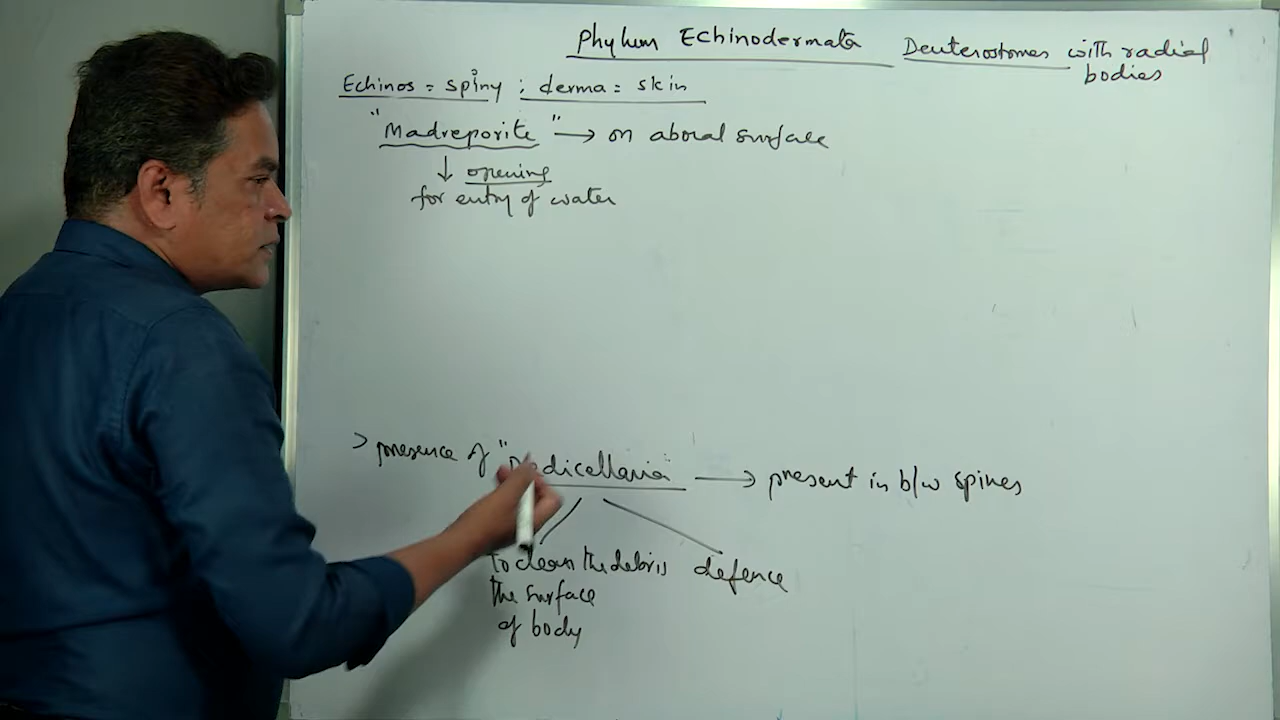 Phylum Echinodermata Deuterostomes with radial
bodies
Echinos = spiny ; derma = skin
"Madreporite" → on aboral surface
↓ opening
for entry of water
> presence of "Pedicellaria" → present in b/w spines
to clean the debris defence
the surface
of body